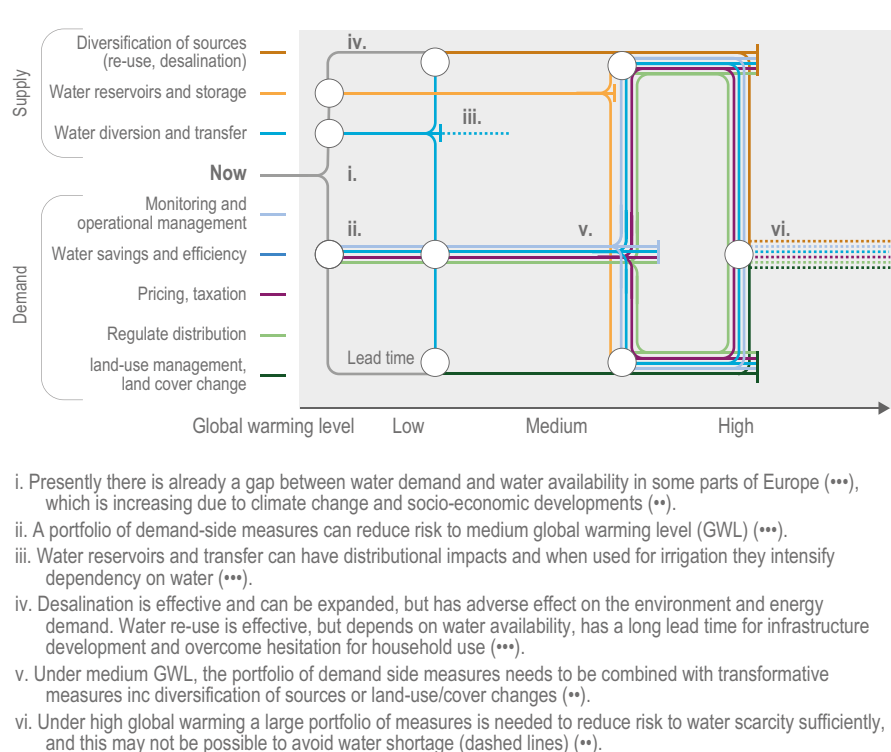 Supply
Diversification of sources
(re-use, desalination)
Water reservoirs and storage
Water diversion and transfer
Now
Demand
Monitoring and
operational management
Water savings and efficiency
Pricing, taxation
Regulate distribution
land-use management,
land cover change
iv.
iii.
i.
ii.
v.
vi.
Lead time
Global warming level
Low
Medium
High
i. Presently there is already a gap between water demand and water availability in some parts of Europe (•••),
which is increasing due to climate change and socio-economic developments (••).
ii. A portfolio of demand-side measures can reduce risk to medium global warming level (GWL) (•••).
iii. Water reservoirs and transfer can have distributional impacts and when used for irrigation they intensify
dependency on water (•••).
iv. Desalination is effective and can be expanded, but has adverse effect on the environment and energy
demand. Water re-use is effective, but depends on water availability, has a long lead time for infrastructure
development and overcome hesitation for household use (•••).
v. Under medium GWL, the portfolio of demand side measures needs to be combined with transformative
measures inc diversification of sources or land-use/cover changes (••).
vi. Under high global warming a large portfolio of measures is needed to reduce risk to water scarcity sufficiently,
and this may not be possible to avoid water shortage (dashed lines) (••).